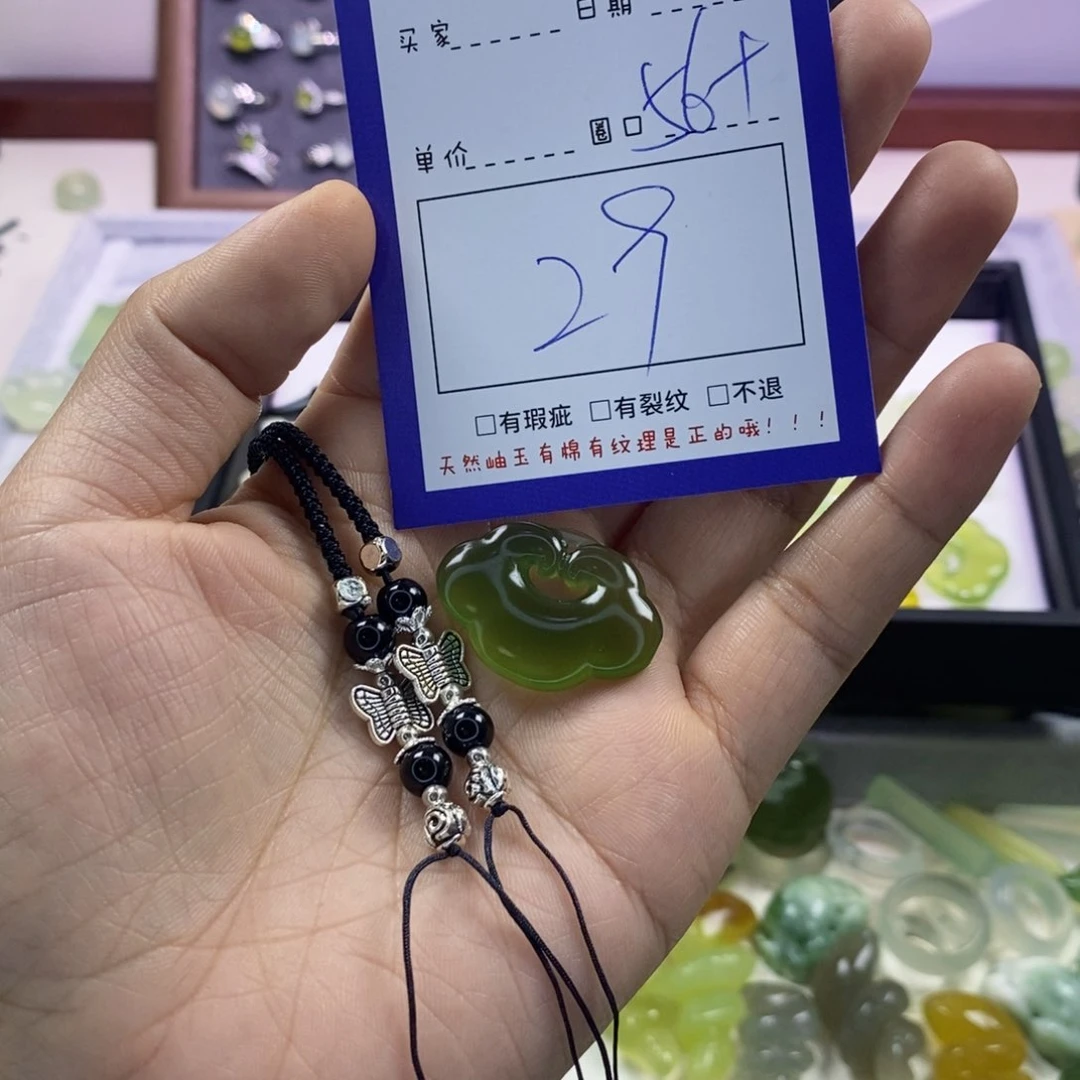 买家 日期
单价 圈口 56+
29
□有瑕疵 □有裂纹 □不退
天然岫玉有棉有纹理是正的哦！！！